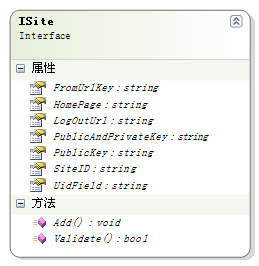 ISite
Interface
属性
FromUrlKey : string
HomePage : string
LogOutUrl : string
PublicAndPrivateKey : string
PublicKey : string
SiteID : string
UidField : string
方法
Add() : void
Validate() : bool